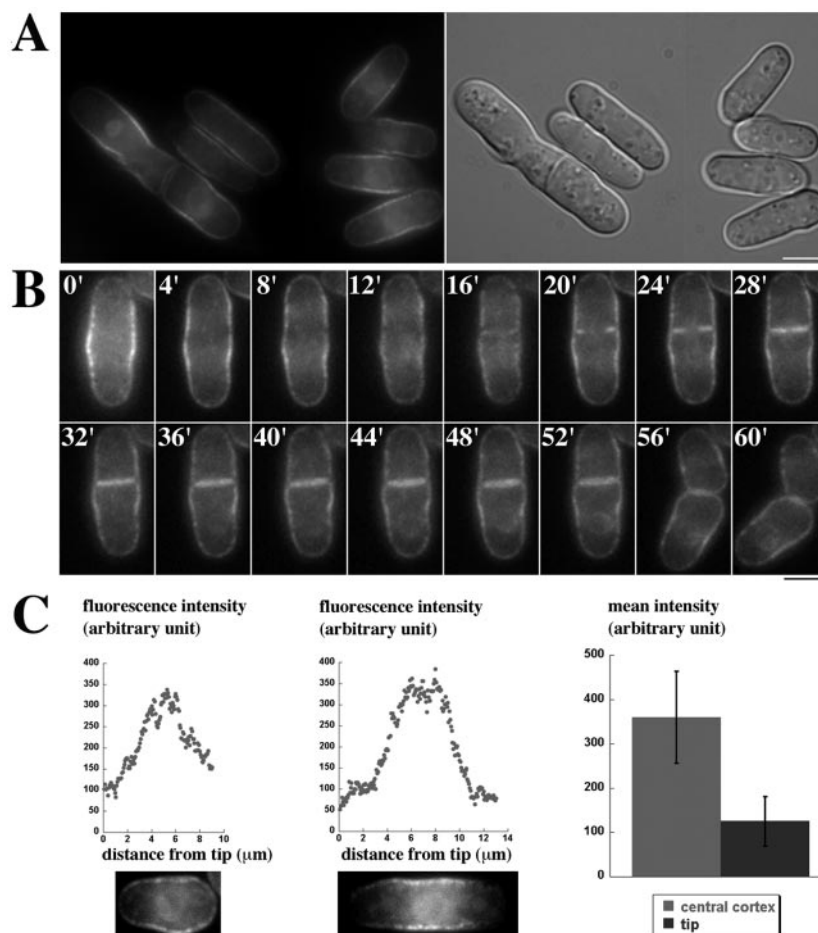 A
B
0' 4' 8' 12' 16' 20' 24' 28'
32' 36' 40' 44' 48' 52' 56' 60'
C
fluorescence intensity
(arbitrary unit)
400
350
300
250
200
150
100
50
0
0 2 4 6 8 10
distance from tip (μm)
fluorescence intensity
(arbitrary unit)
400
350
300
250
200
150
100
50
0
0 2 4 6 8 10 12 14
distance from tip (μm)
mean intensity
(arbitrary unit)
500
400
300
200
100
0
central cortex
tip